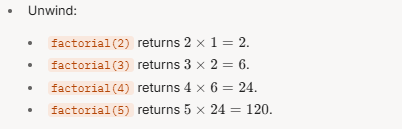 Unwind:
factorial(2) returns 2 × 1 = 2.
factorial(3) returns 3 × 2 = 6.
factorial(4) returns 4 × 6 = 24.
factorial(5) returns 5 × 24 = 120.